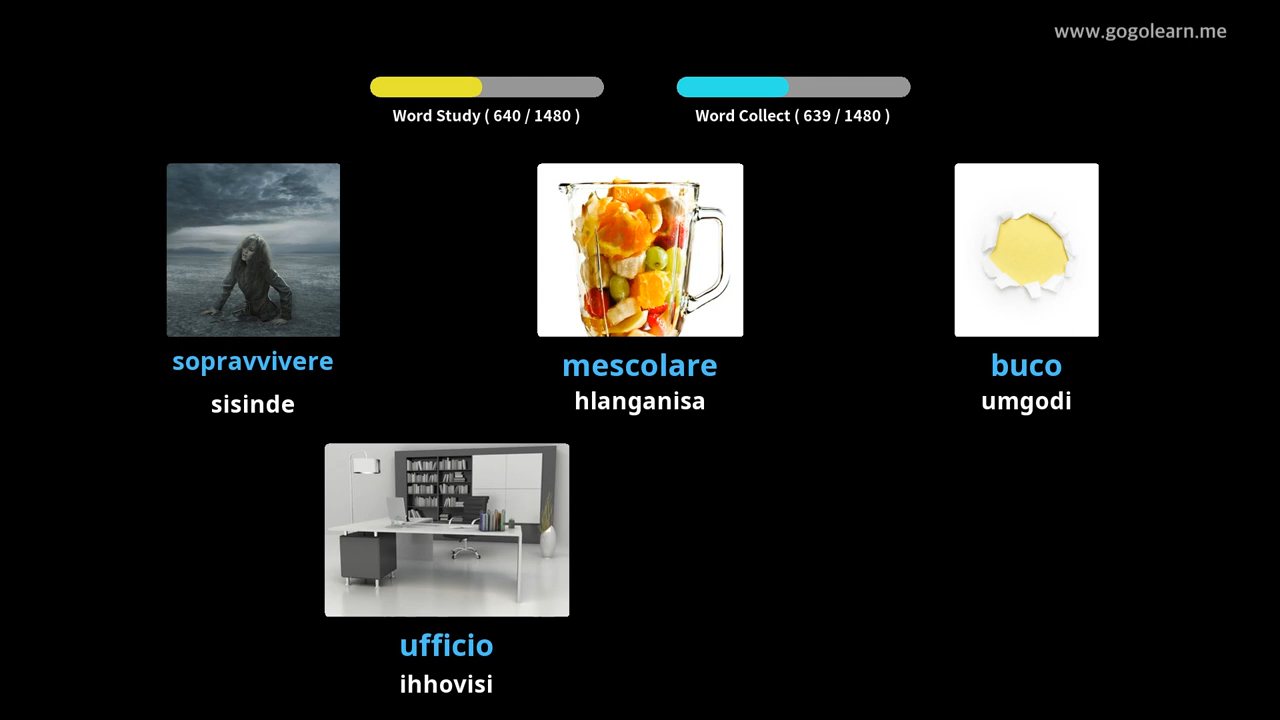 www.gogolearn.me
Word Study ( 640 / 1480 )
Word Collect ( 639 / 1480 )
sopravvivere
sisinde
mescolare
hlanganisa
buco
umgodi
ufficio
ihhovisi